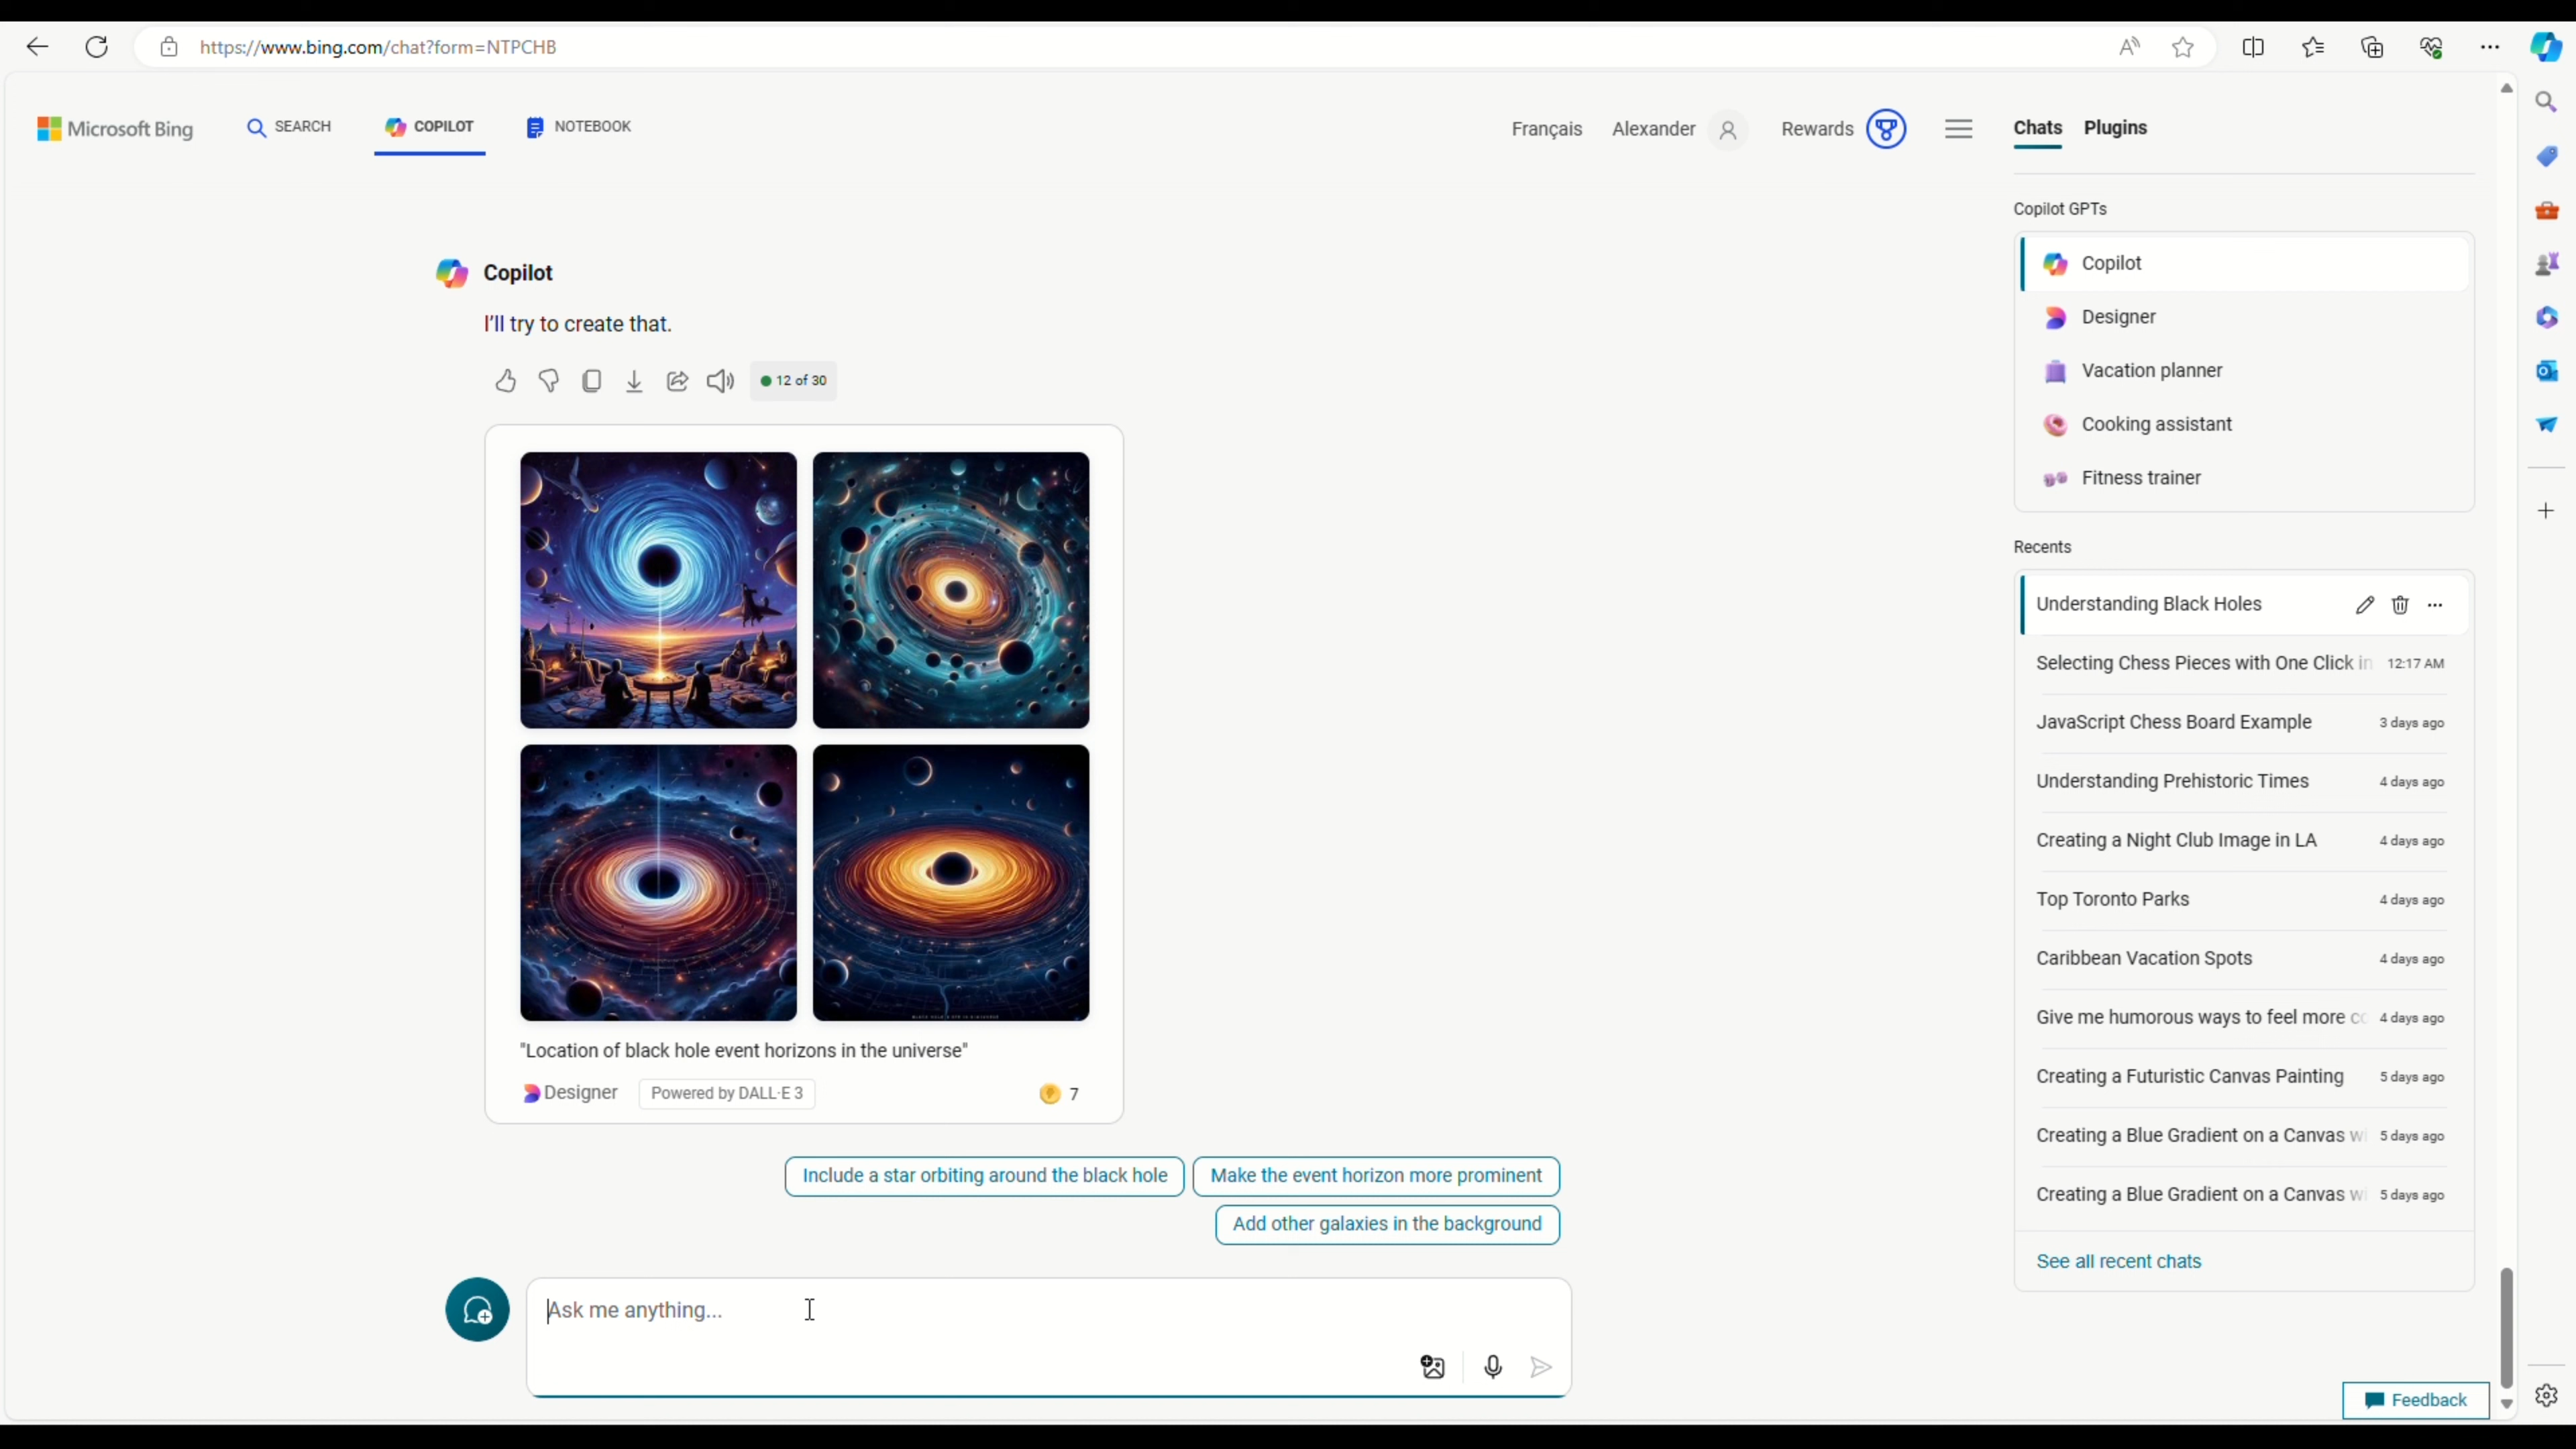 https://www.bing.com/chat?form=NTPCHB
Microsoft Bing
SEARCH
COPILOT
NOTEBOOK
Français
Alexander
Rewards
Chats
Plugins
Copilot
I'll try to create that.
12 of 30
"Location of black hole event horizons in the universe"
Designer
Powered by DALL·E 3
7
Include a star orbiting around the black hole
Make the event horizon more prominent
Add other galaxies in the background
Ask me anything...
Copilot GPTs
Copilot
Designer
Vacation planner
Cooking assistant
Fitness trainer
Recents
Understanding Black Holes
Selecting Chess Pieces with One Click in 12:17 AM
JavaScript Chess Board Example 3 days ago
Understanding Prehistoric Times 4 days ago
Creating a Night Club Image in LA 4 days ago
Top Toronto Parks 4 days ago
Caribbean Vacation Spots 4 days ago
Give me humorous ways to feel more co 4 days ago
Creating a Futuristic Canvas Painting 5 days ago
Creating a Blue Gradient on a Canvas wi 5 days ago
Creating a Blue Gradient on a Canvas wi 5 days ago
See all recent chats
Feedback